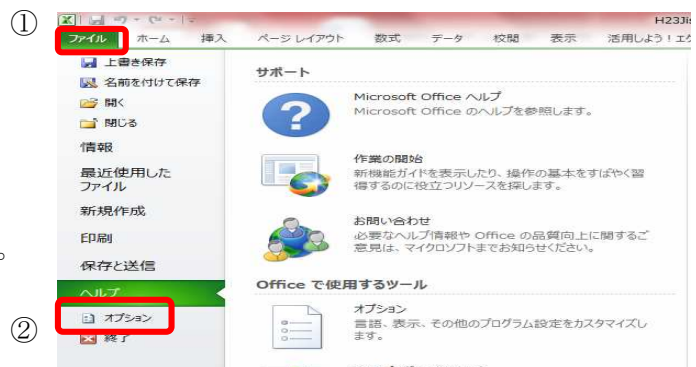 ①
H23Jis
ファイル ホーム 挿入 ページ レイアウト 数式 データ 校閲 表示 活用しよう！エク
上書き保存
名前を付けて保存
開く
閉じる
情報
最近使用した
ファイル
新規作成
印刷
保存と送信
ヘルプ
オプション
終了
②
。
サポート
Microsoft Office ヘルプ
Microsoft Office のヘルプを参照します。
作業の開始
新機能ガイドを表示したり、操作の基本をすばやく習
得するのに役立つリソースを探します。
お問い合わせ
必要なヘルプ情報や Office の品質向上に関するご
意見は、マイクロソフトまでお知らせください。
Office で使用するツール
オプション
言語、表示、その他のプログラム設定をカスタマイズし
ます。